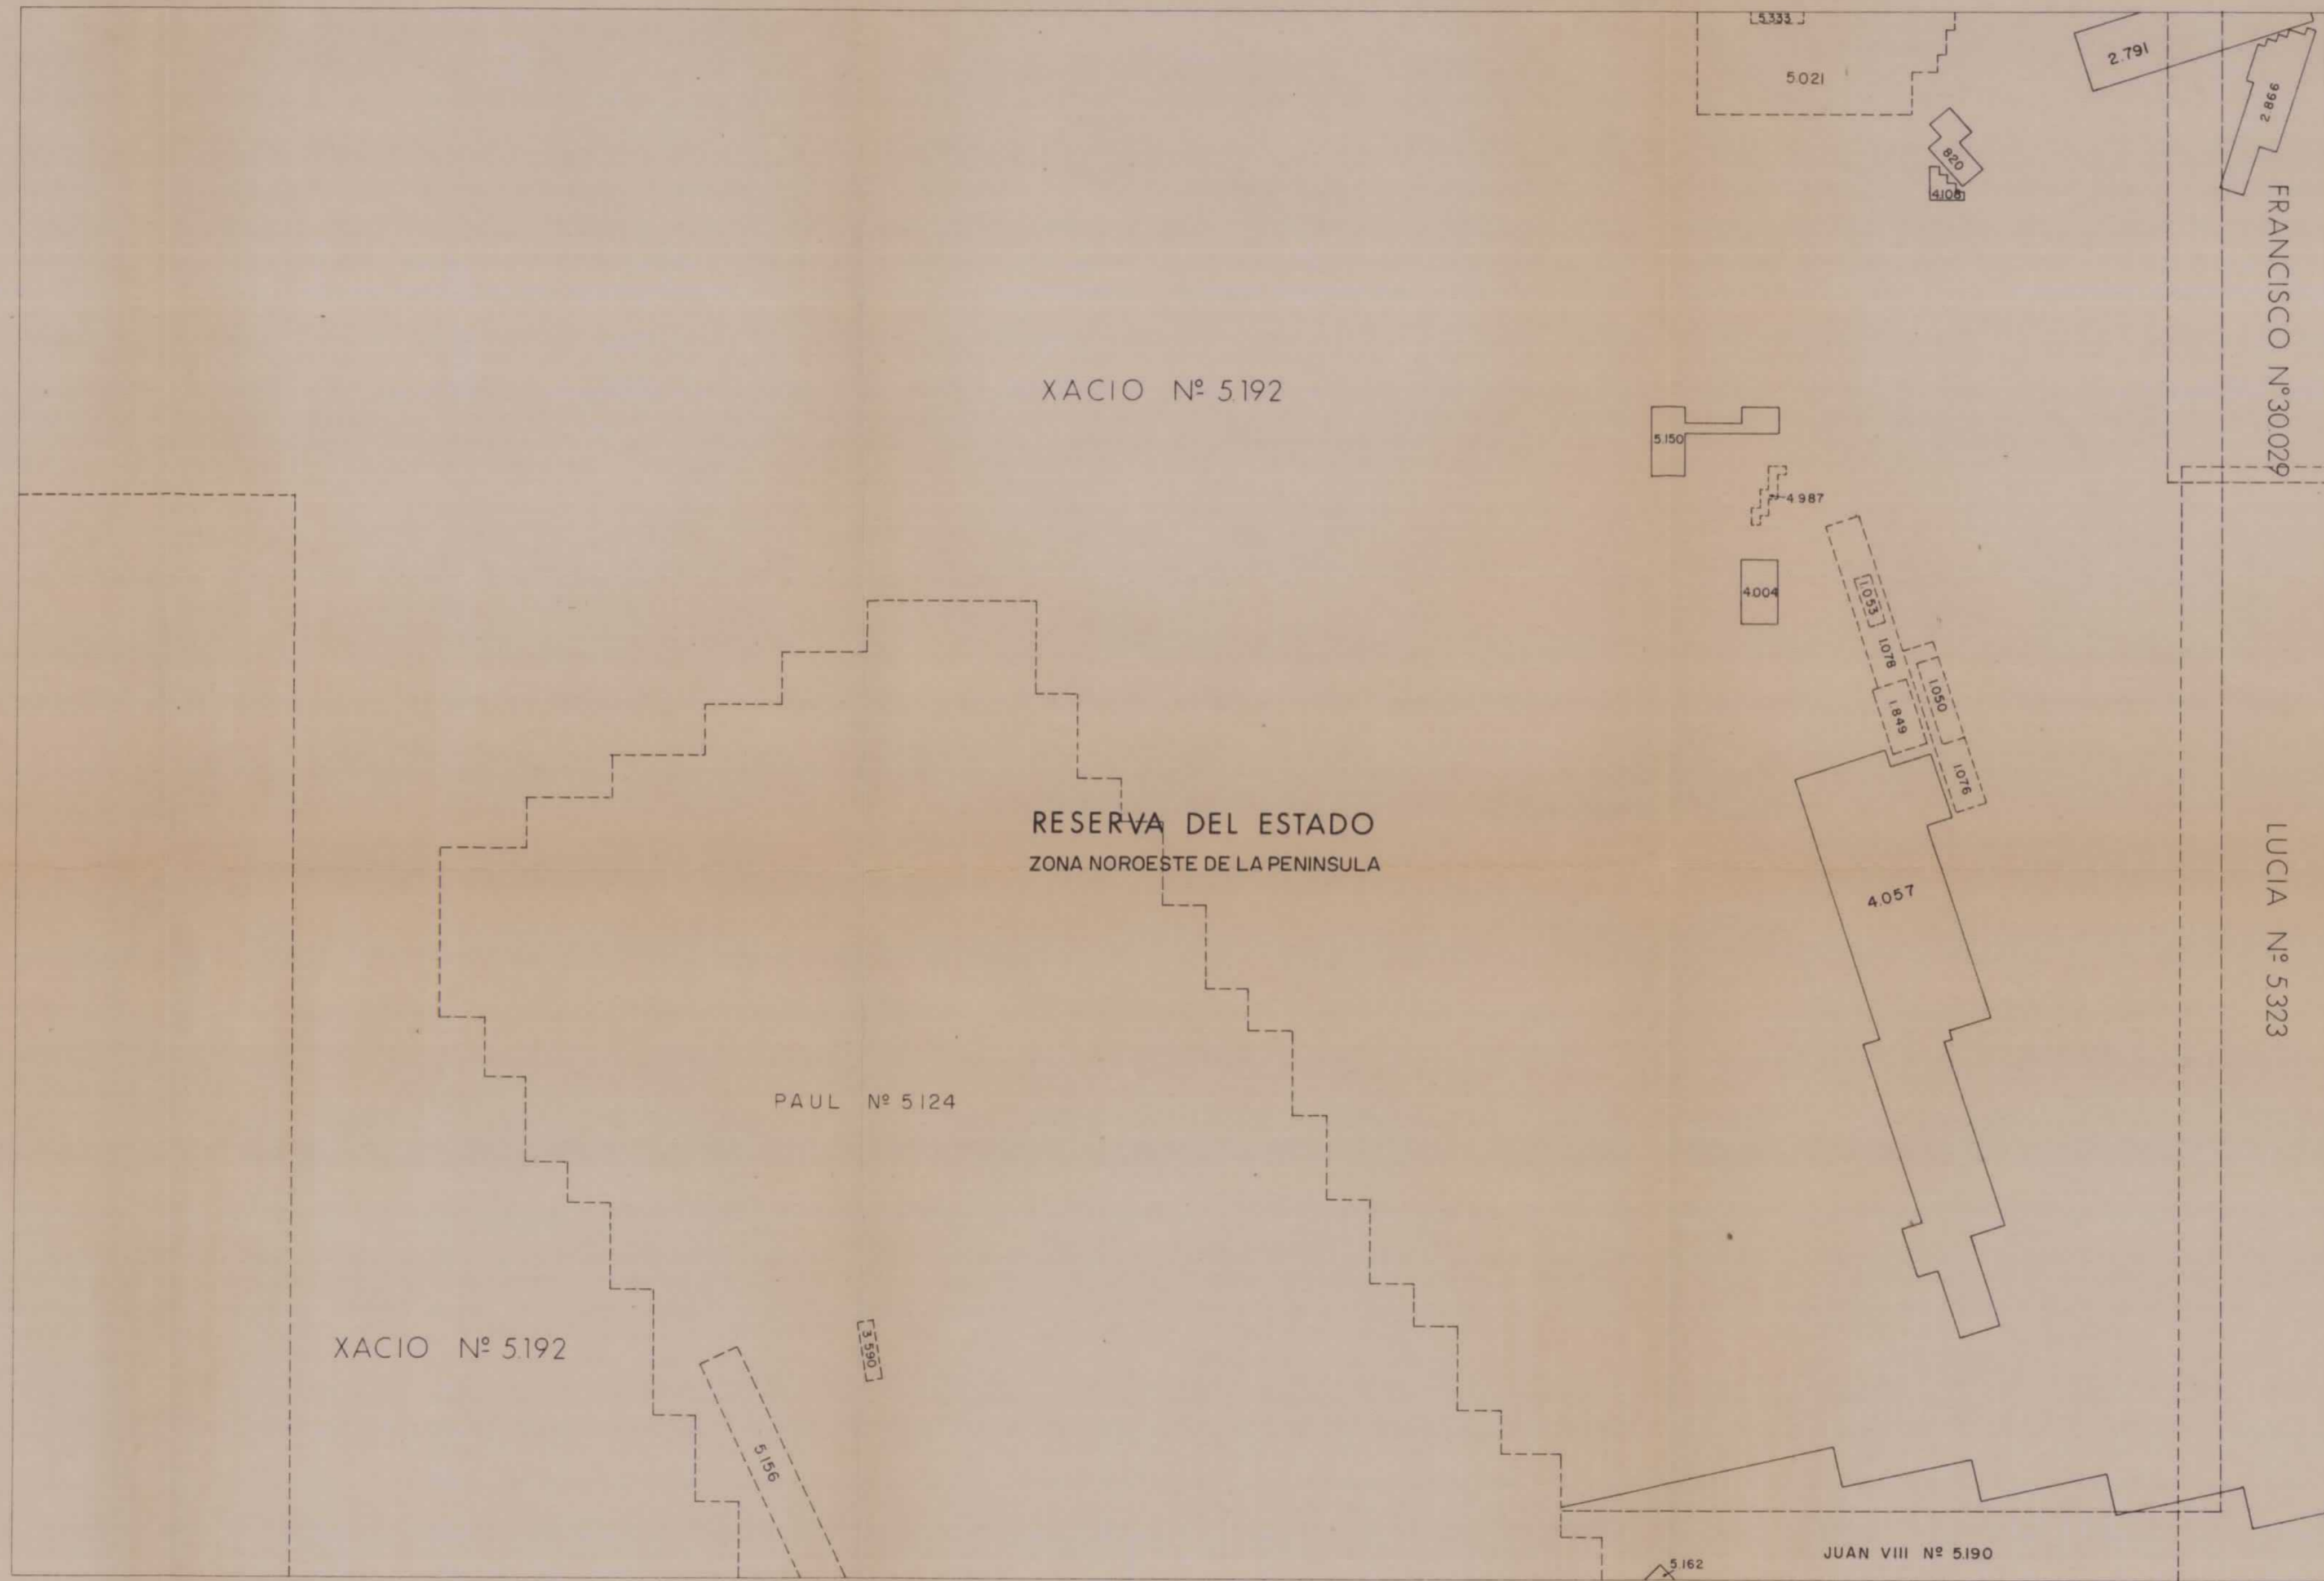 5.333
5.021
2.791
2.866
820
4.108
FRANCISCO Nº 30.029
XACIO Nº 5.192
5.150
4.987
4.004
1.053
1.078
1.050
1.849
1.076
RESERVA DEL ESTADO
ZONA NOROESTE DE LA PENINSULA
4.057
LUCIA Nº 5.323
PAUL Nº 5.124
XACIO Nº 5.192
3.590
5.156
JUAN VIII Nº 5.190
5.162